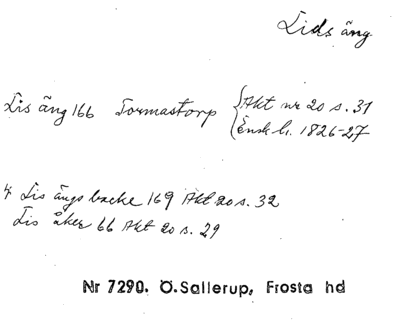 Lids äng
Lis äng 166 Tormastorp { Akt nr 20 s. 31
Ensk h. 1826-27
4 Lis ängs backe 169 Akt 20 s. 32
Lis åker 66 Akt 20 s. 29
Nr 7290. Ö.Sallerup, Frosta hd